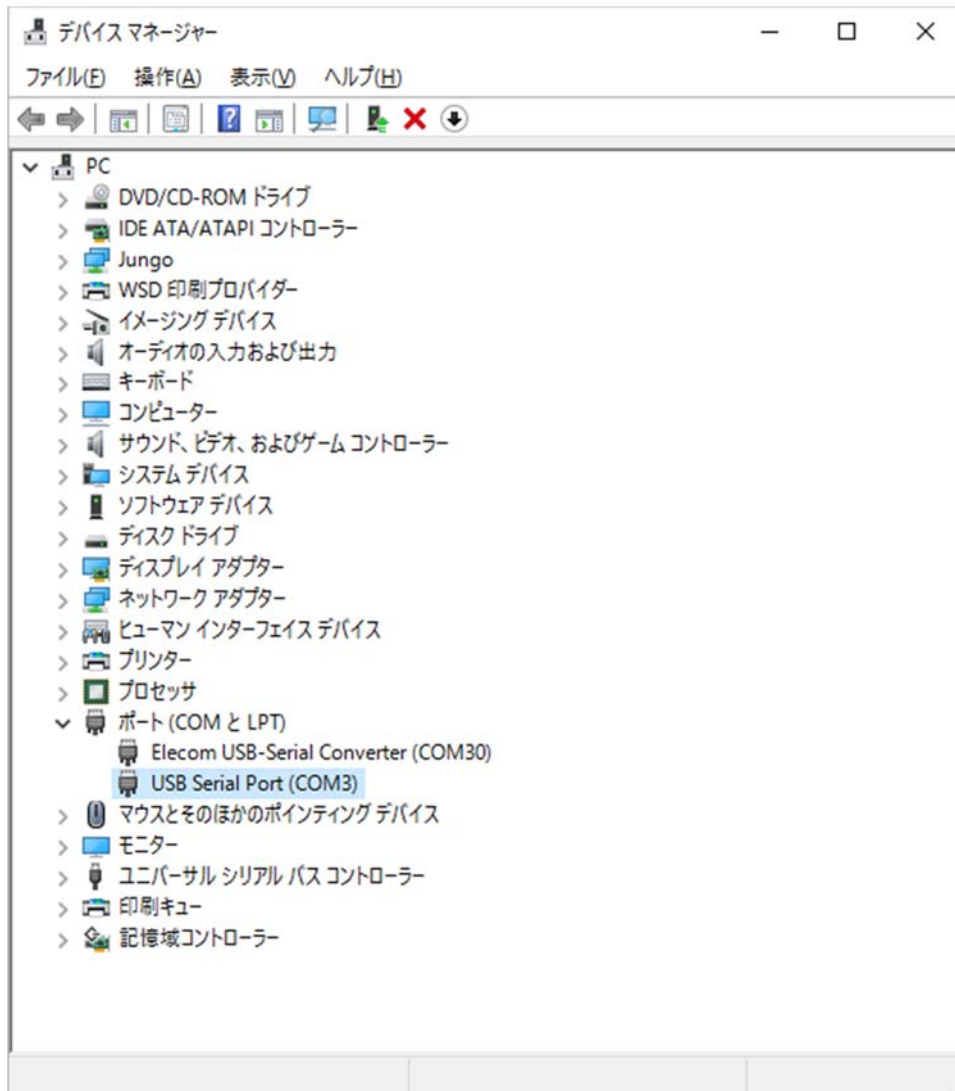 デバイス マネージャー
ファイル(F) 操作(A) 表示(V) ヘルプ(H)
PC
DVD/CD-ROM ドライブ
IDE ATA/ATAPI コントローラー
Jungo
WSD 印刷プロバイダー
イメージング デバイス
オーディオの入力および出力
キーボード
コンピューター
サウンド、ビデオ、およびゲーム コントローラー
システム デバイス
ソフトウェア デバイス
ディスク ドライブ
ディスプレイ アダプター
ネットワーク アダプター
ヒューマン インターフェイス デバイス
プリンター
プロセッサ
ポート (COM と LPT)
Elecom USB-Serial Converter (COM30)
USB Serial Port (COM3)
マウスとそのほかのポインティング デバイス
モニター
ユニバーサル シリアル バス コントローラー
印刷キュー
記憶域コントローラー